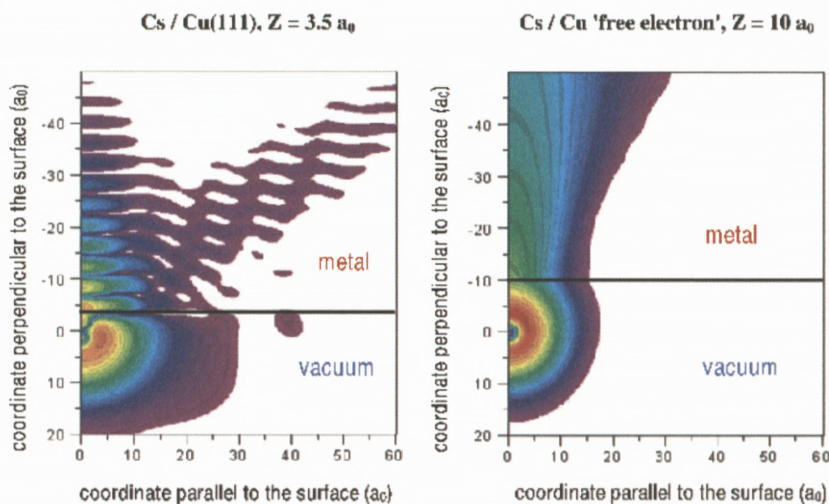 Cs / Cu(111), Z = 3.5 a₀
Cs / Cu 'free electron', Z = 10 a₀
coordinate perpendicular to the surface (a₀)
-40
-30
-20
-10
0
10
20
metal
vacuum
0 10 20 30 40 50 60
coordinate parallel to the surface (a₀)
coordinate perpendicular to the surface (a₀)
-40
-30
-20
-10
0
10
20
metal
vacuum
0 10 20 30 40 50 60
coordinate parallel to the surface (a₀)